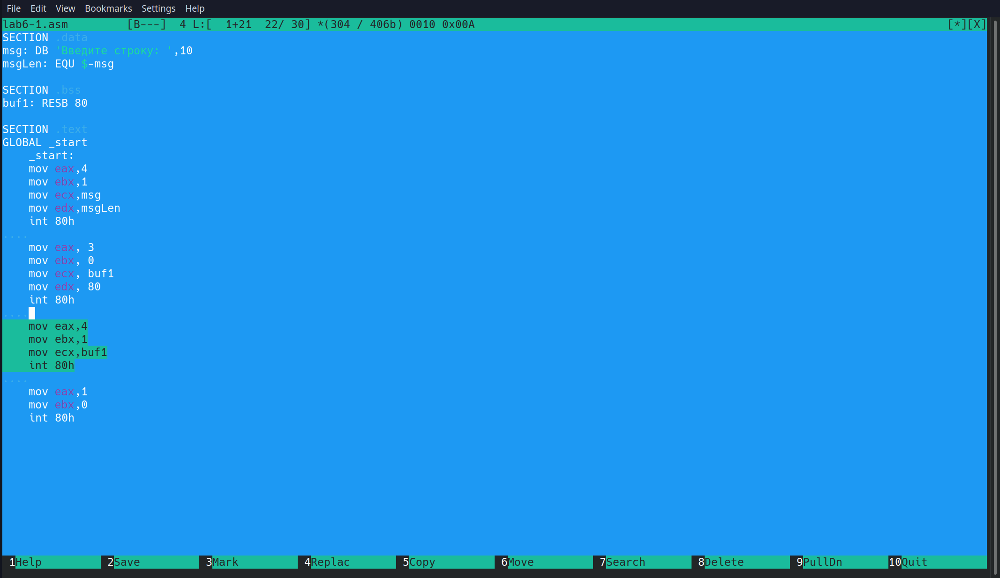 File Edit View Bookmarks Settings Help
lab6-1.asm [B---] 4 L:[ 1+21 22/ 30] *(304 / 406b) 0010 0x00A [*][X]
SECTION .data
msg: DB 'Введите строку: ',10
msgLen: EQU $-msg
SECTION .bss
buf1: RESB 80
SECTION .text
GLOBAL _start
_start:
mov eax,4
mov ebx,1
mov ecx,msg
mov edx,msgLen
int 80h
....
mov eax, 3
mov ebx, 0
mov ecx, buf1
mov edx, 80
int 80h
....
mov eax,4
mov ebx,1
mov ecx,buf1
int 80h
....
mov eax,1
mov ebx,0
int 80h
1Help 2Save 3Mark 4Replac 5Copy 6Move 7Search 8Delete 9PullDn 10Quit